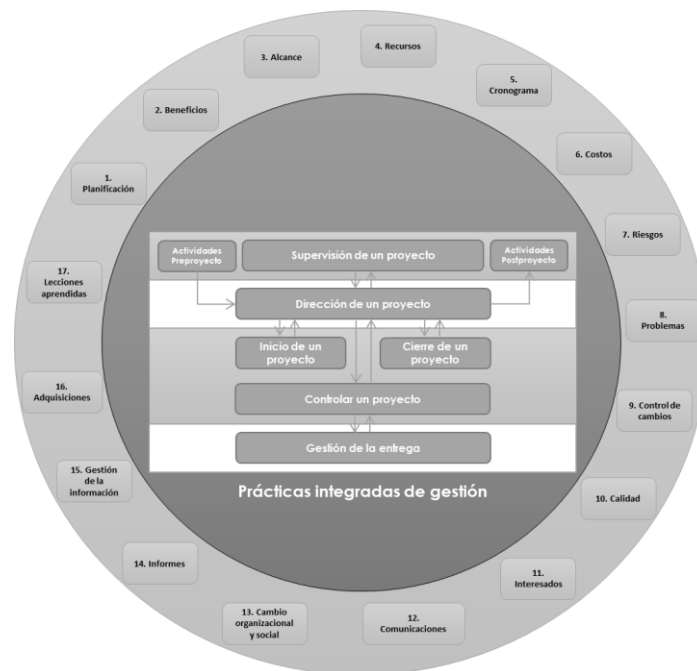 4. Recursos
3. Alcance
5.
Cronograma
2. Beneficios
6. Costos
1.
Planificación
7. Riesgos
Actividades
Preproyecto
Supervisión de un proyecto
Actividades
Postproyecto
17.
Lecciones
aprendidas
Dirección de un proyecto
8.
Problemas
Inicio de un
proyecto
Cierre de un
proyecto
16.
Adquisiciones
Controlar un proyecto
9. Control de
cambios
Gestión de la entrega
15. Gestión
de la
información
Prácticas integradas de gestión
10. Calidad
14. Informes
11.
Interesados
13. Cambio
organizacional
y social
12.
Comunicaciones